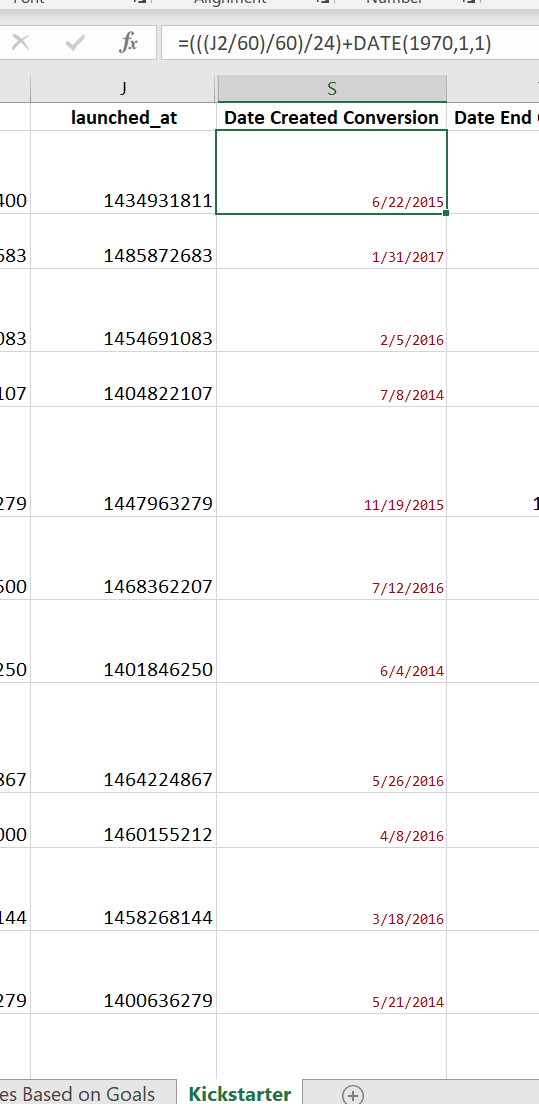 Font Alignment Number
fx =(((J2/60)/60)/24)+DATE(1970,1,1)
J S
launched_at Date Created Conversion Date End
400 1434931811 6/22/2015
583 1485872683 1/31/2017
083 1454691083 2/5/2016
107 1404822107 7/8/2014
279 1447963279 11/19/2015 1
500 1468362207 7/12/2016
250 1401846250 6/4/2014
867 1464224867 5/26/2016
000 1460155212 4/8/2016
144 1458268144 3/18/2016
279 1400636279 5/21/2014
es Based on Goals Kickstarter